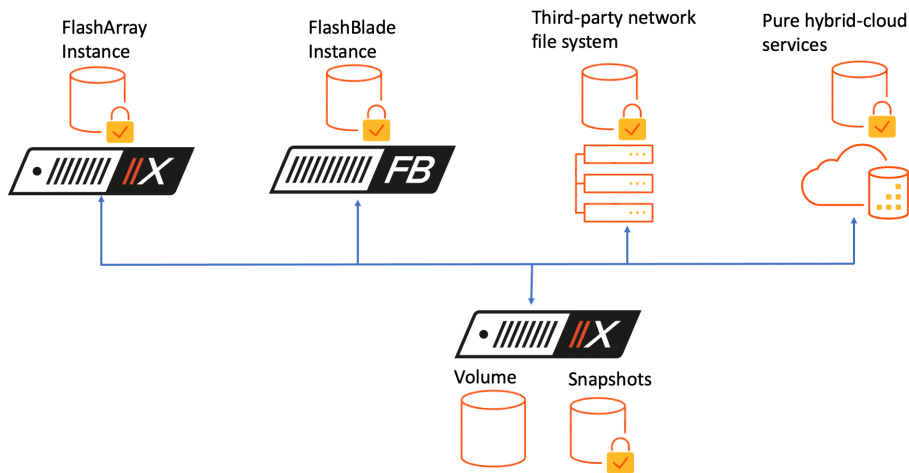 FlashArray
Instance
FlashBlade
Instance
Third-party network
file system
Pure hybrid-cloud
services
//X
FB
//X
Volume
Snapshots